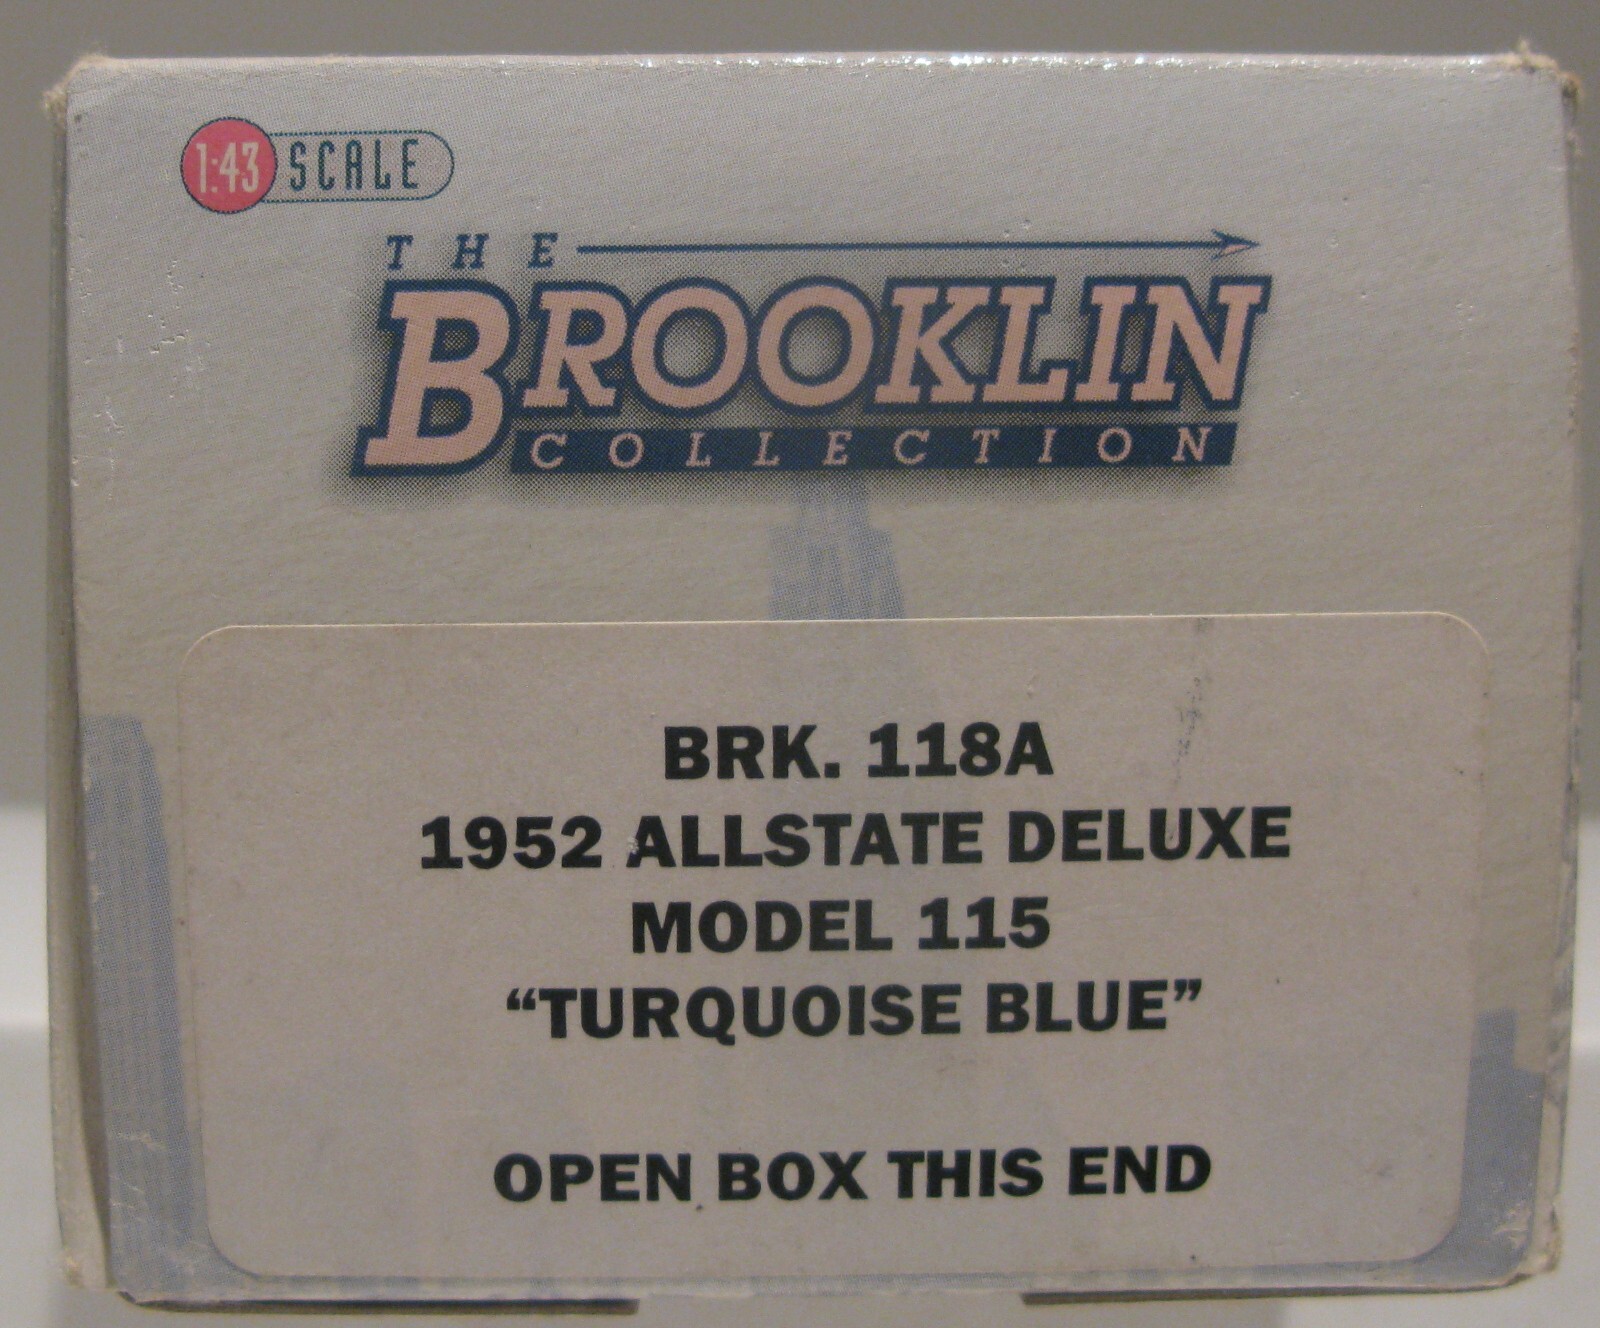 1:43 SCALE
THE
BROOKLIN
COLLECTION
BRK. 118A
1952 ALLSTATE DELUXE
MODEL 115
“TURQUOISE BLUE”
OPEN BOX THIS END